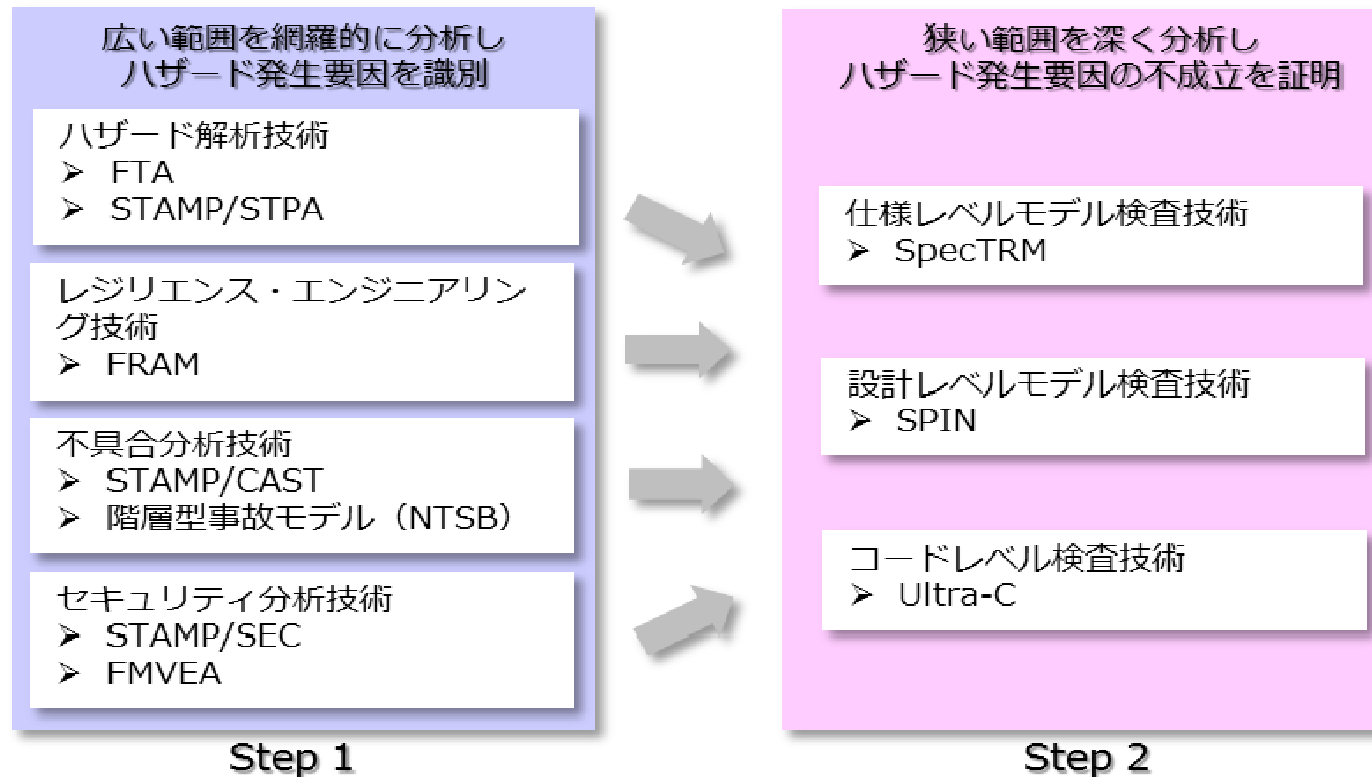 広い範囲を網羅的に分析し
ハザード発生要因を識別
ハザード解析技術
➢ FTA
➢ STAMP/STPA
レジリエンス・エンジニアリン
グ技術
➢ FRAM
不具合分析技術
➢ STAMP/CAST
➢ 階層型事故モデル（NTSB）
セキュリティ分析技術
➢ STAMP/SEC
➢ FMVEA
Step 1
狭い範囲を深く分析し
ハザード発生要因の不成立を証明
仕様レベルモデル検査技術
➢ SpecTRM
設計レベルモデル検査技術
➢ SPIN
コードレベル検査技術
➢ Ultra-C
Step 2